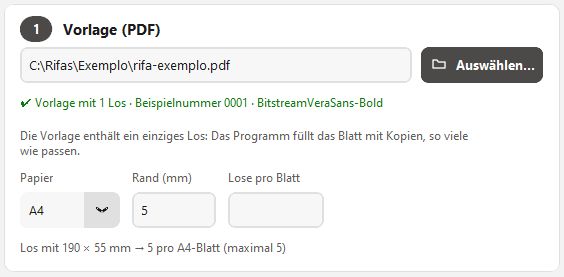 1 Vorlage (PDF)
C:\Rifas\Exemplo\rifa-exemplo.pdf
Auswählen...
✔ Vorlage mit 1 Los · Beispielnummer 0001 · BitstreamVeraSans-Bold
Die Vorlage enthält ein einziges Los: Das Programm füllt das Blatt mit Kopien, so viele
wie passen.
Papier Rand (mm) Lose pro Blatt
A4 5
Los mit 190 × 55 mm → 5 pro A4-Blatt (maximal 5)